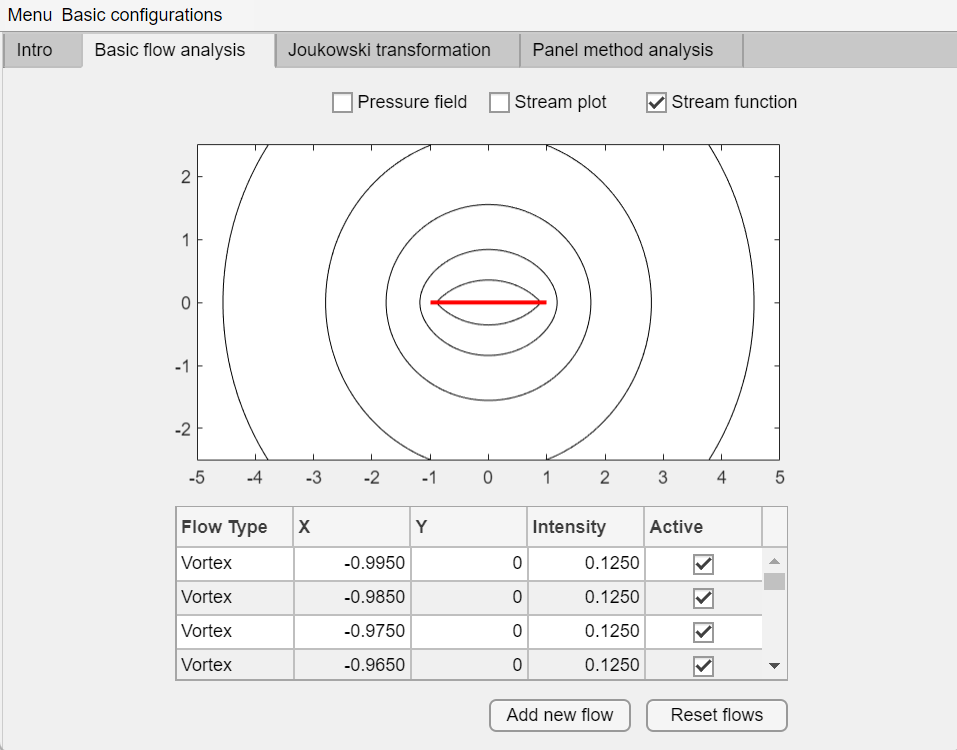 Menu Basic configurations
Intro Basic flow analysis Joukowski transformation Panel method analysis
Pressure field Stream plot Stream function
2
1
0
-1
-2
-5 -4 -3 -2 -1 0 1 2 3 4 5
Flow Type X Y Intensity Active
Vortex -0.9950 0 0.1250
Vortex -0.9850 0 0.1250
Vortex -0.9750 0 0.1250
Vortex -0.9650 0 0.1250
Add new flow Reset flows